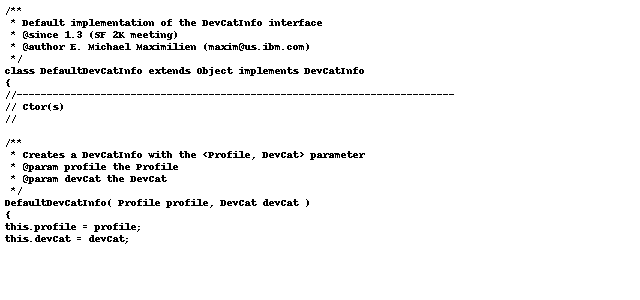 /**
 * Default implementation of the DevCatInfo interface
 * @since 1.3 (SF 2K meeting)
 * @author E. Michael Maximilien (maxim@us.ibm.com)
 */
class DefaultDevCatInfo extends Object implements DevCatInfo
{
//-------------------------------------------------------------------------
// Ctor(s)
//
/**
 * Creates a DevCatInfo with the <Profile, DevCat> parameter
 * @param profile the Profile
 * @param devCat the DevCat
 */
DefaultDevCatInfo( Profile profile, DevCat devCat )
{
this.profile = profile;
this.devCat = devCat;